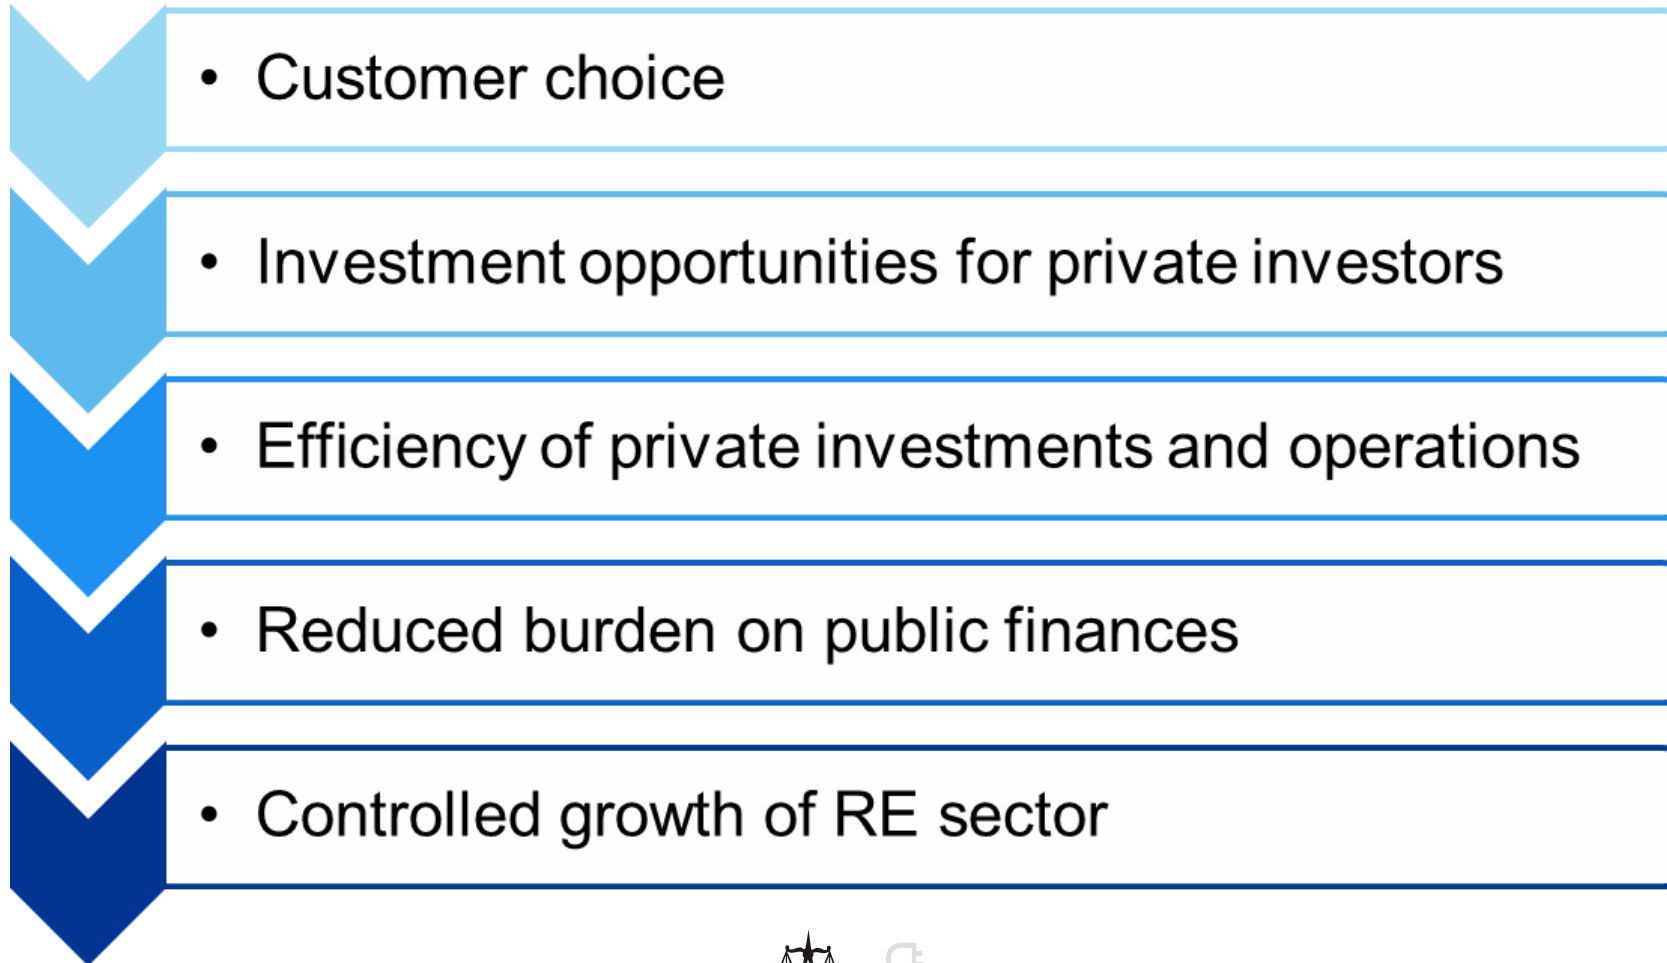 • Customer choice
• Investment opportunities for private investors
• Efficiency of private investments and operations
• Reduced burden on public finances
• Controlled growth of RE sector